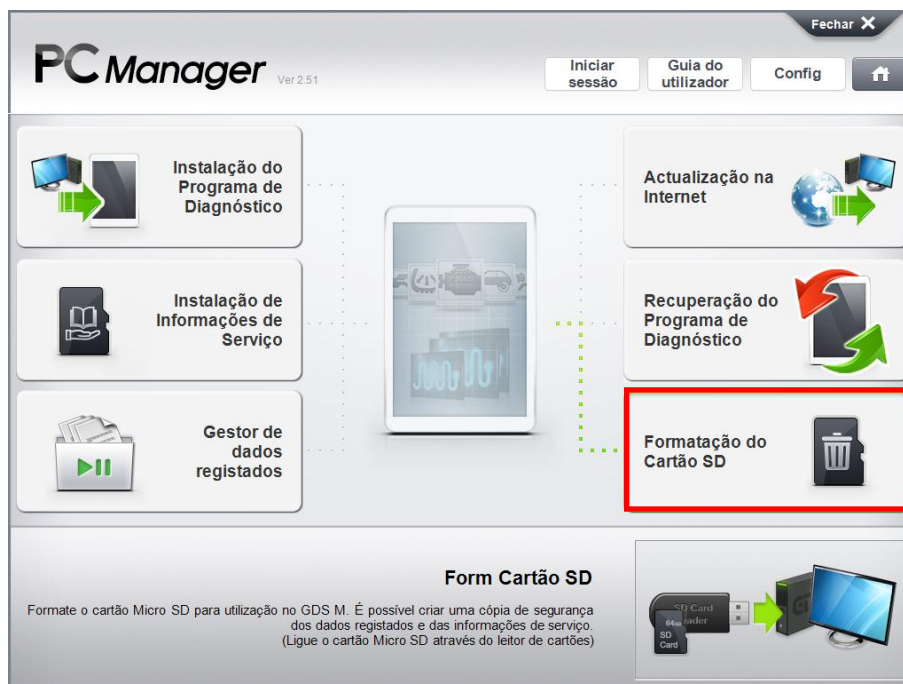 Fechar X
PC Manager Ver 2.51
Iniciar
sessão
Guia do
utilizador
Config
Instalação do
Programa de
Diagnóstico
Actualização na
Internet
Instalação de
Informações de
Serviço
Recuperação do
Programa de
Diagnóstico
Gestor de
dados
registados
Formatação do
Cartão SD
Form Cartão SD
Formate o cartão Micro SD para utilização no GDS M. É possível criar uma cópia de segurança
dos dados registados e das informações de serviço.
(Ligue o cartão Micro SD através do leitor de cartões)
SD Card
64GB
SD
Card